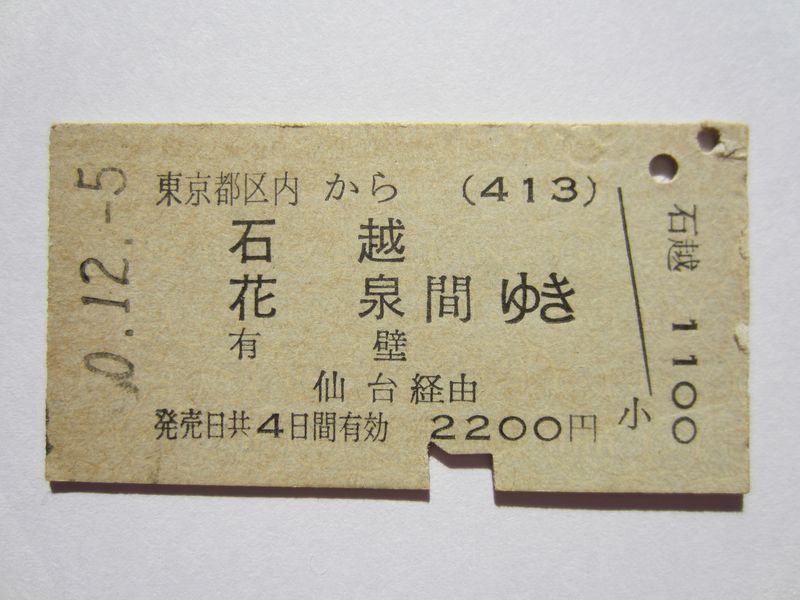 0.12.-5
東京都区内 から (413)
石越
花泉間 ゆき
有壁
仙台経由
発売日共4日間有効 2200円
小 石越 1100